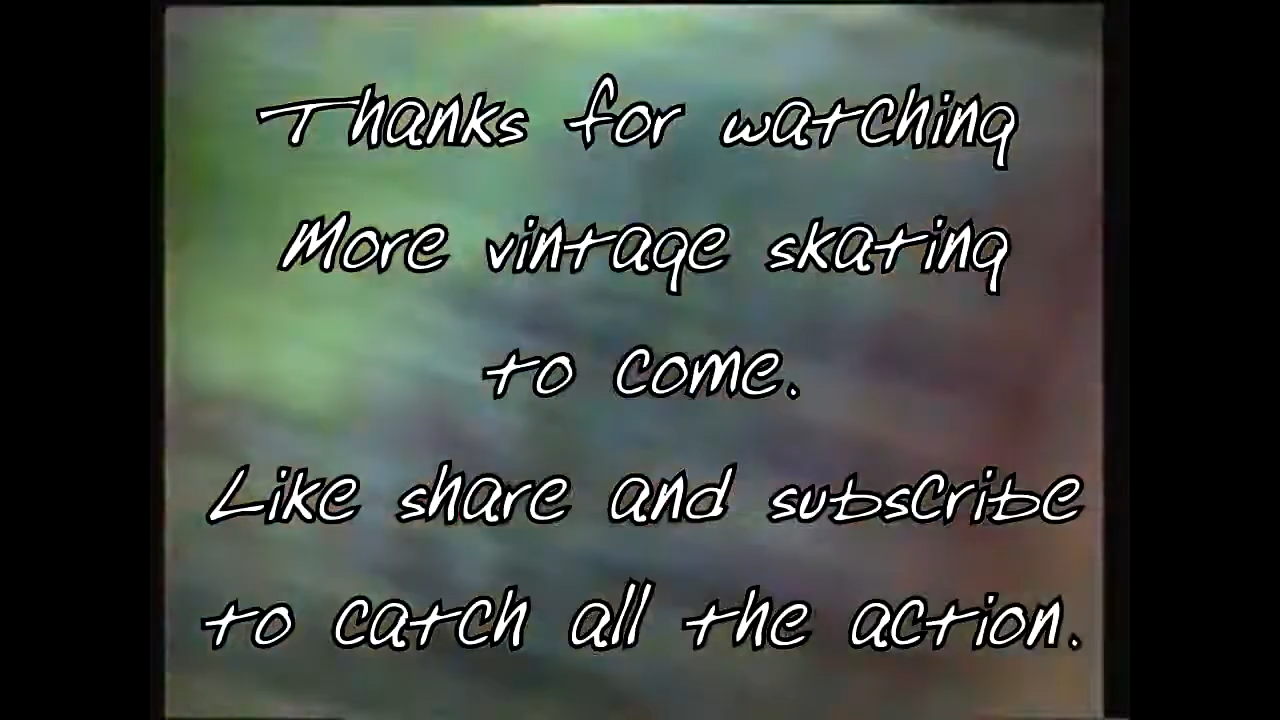 Thanks for watching
More vintage skating
to come.
Like share and subscribe
to catch all the action.